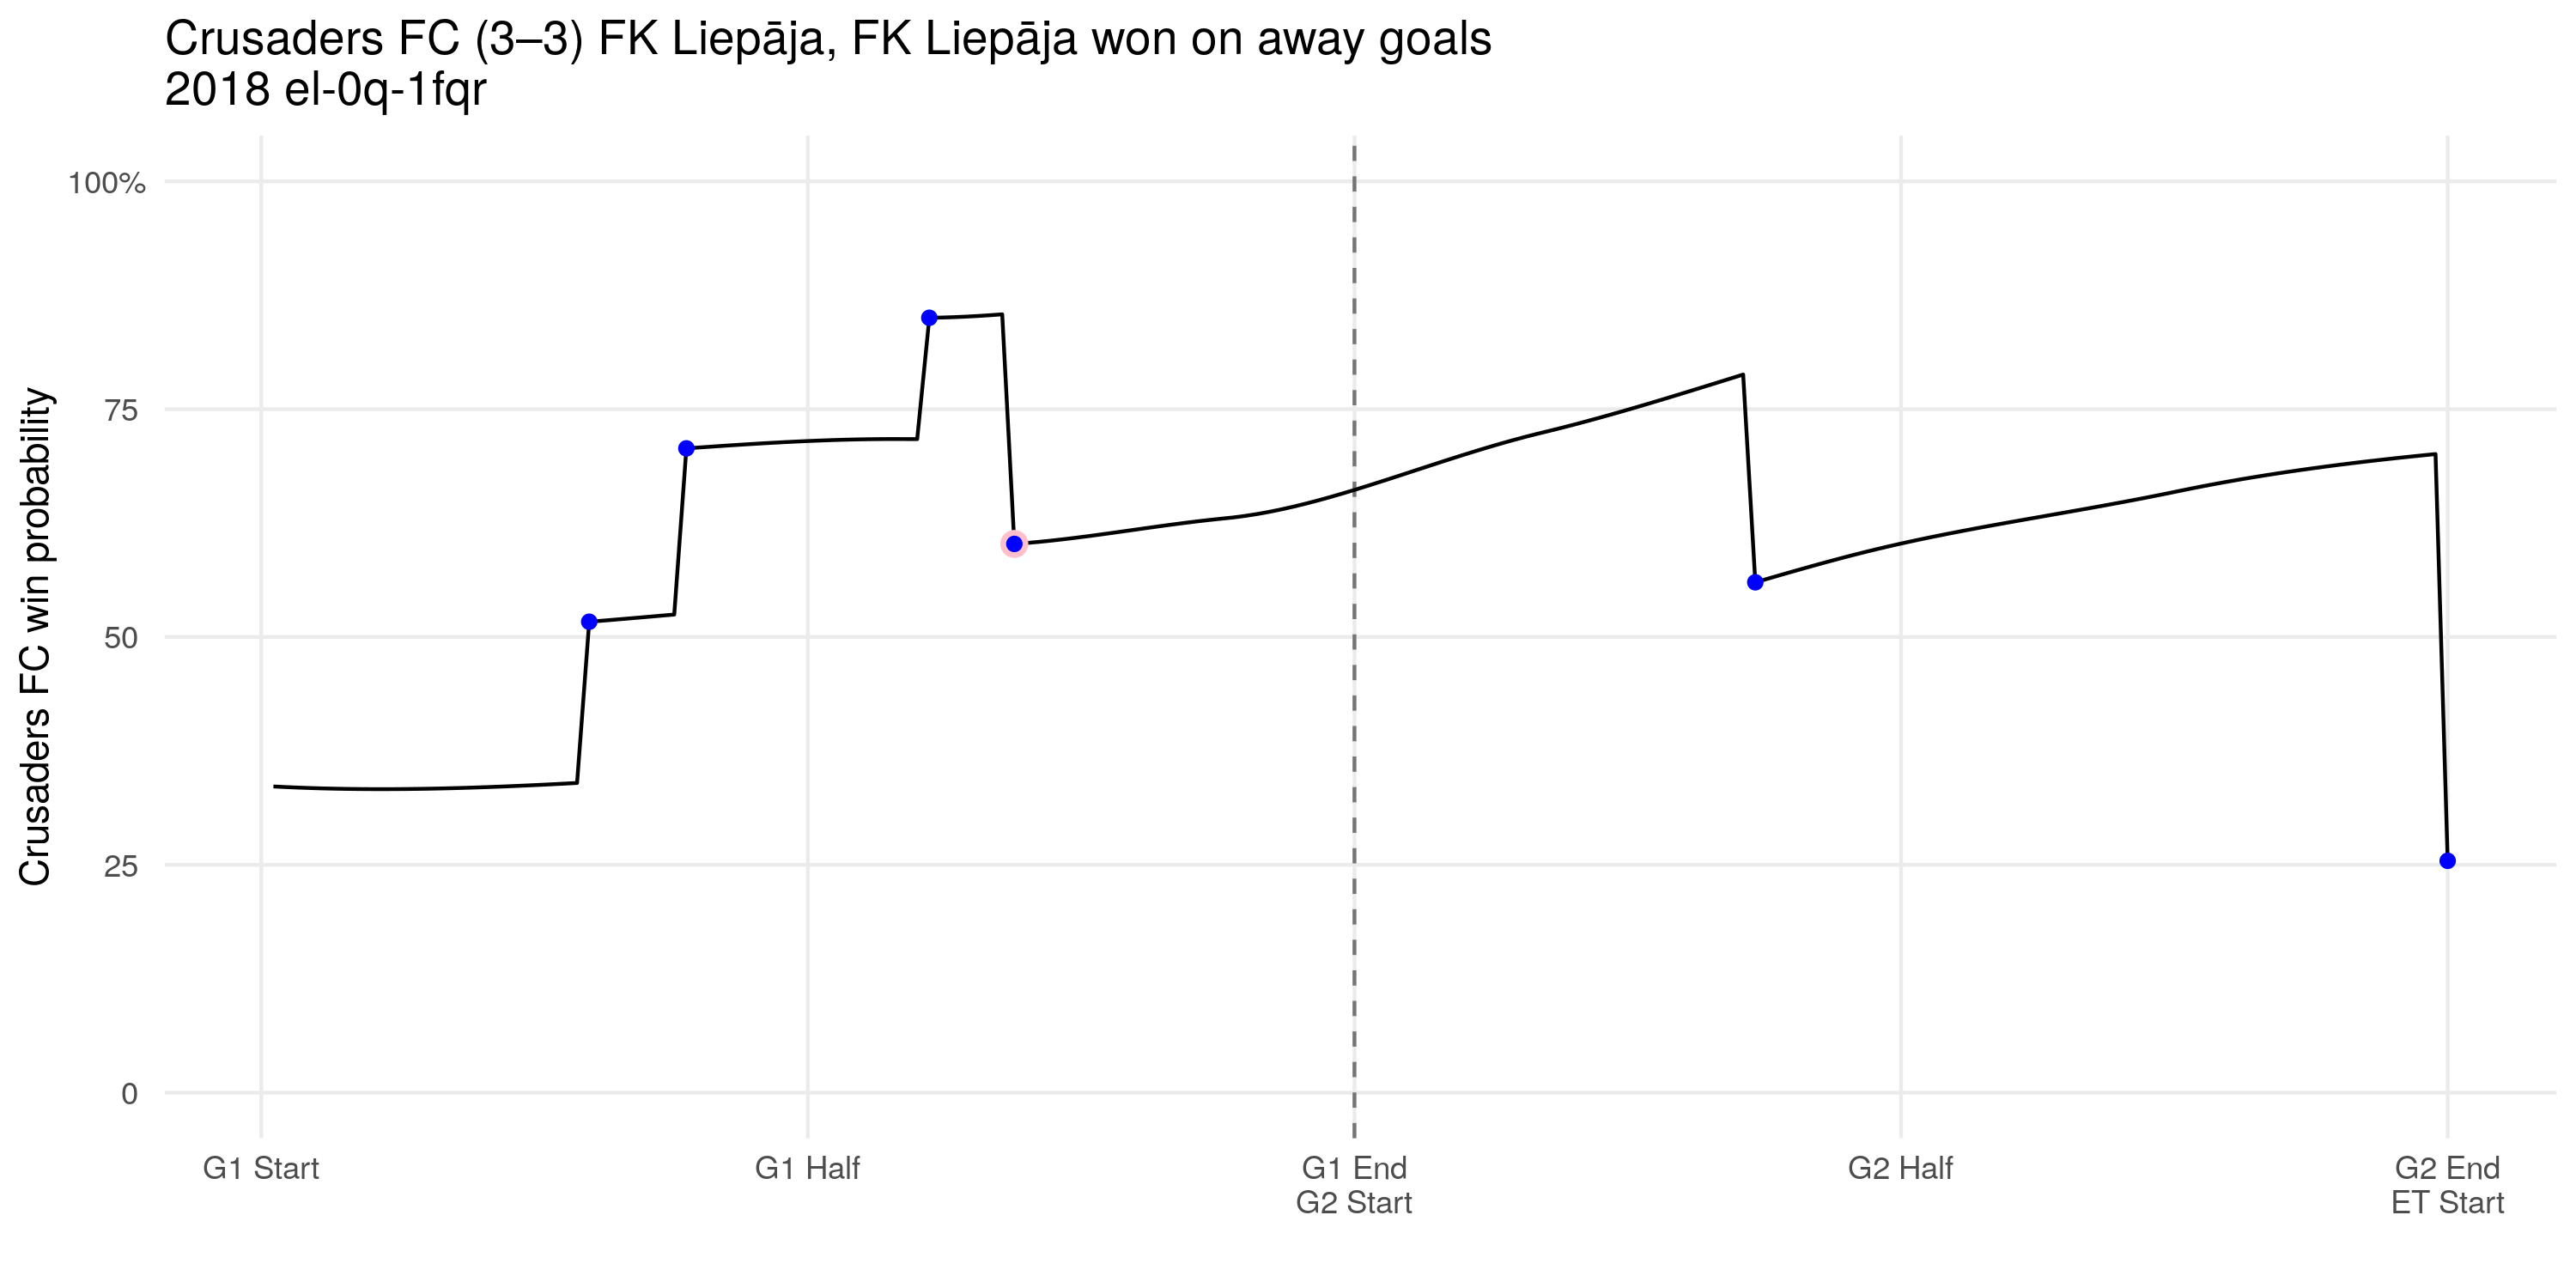 Crusaders FC (3–3) FK Liepāja, FK Liepāja won on away goals
2018 el-0q-1fqr
Crusaders FC win probability
100%
75
50
25
0
G1 Start
G1 Half
G1 End
G2 Start
G2 Half
G2 End
ET Start